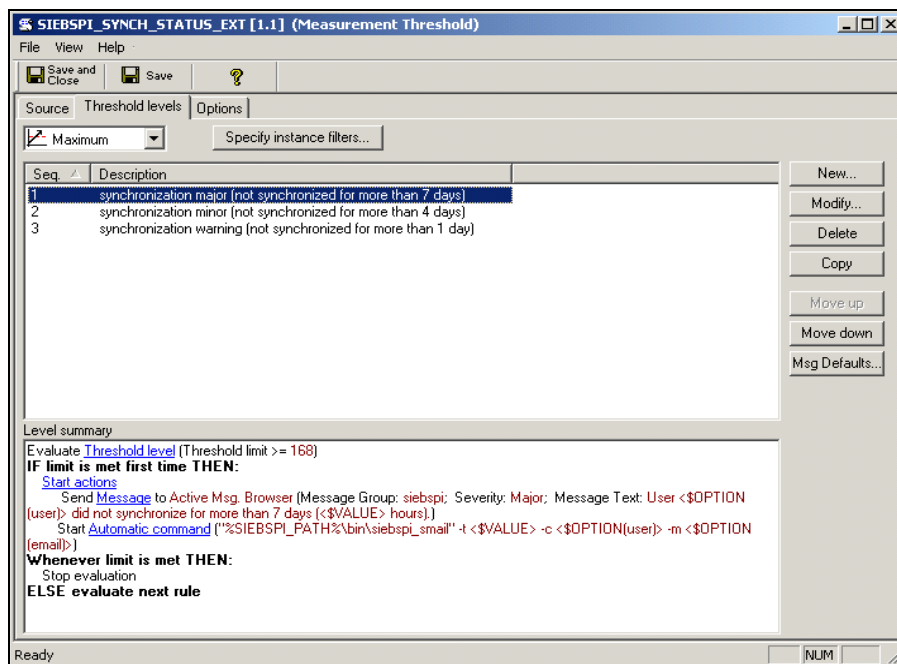 SIEBSPI_SYNCH_STATUS_EXT [1.1] (Measurement Threshold)
File View Help
Save and Close Save
Source Threshold levels Options
Maximum Specify instance filters...
Seq. Description
1 synchronization major (not synchronized for more than 7 days)
2 synchronization minor (not synchronized for more than 4 days)
3 synchronization warning (not synchronized for more than 1 day)
New...
Modify...
Delete
Copy
Move up
Move down
Msg Defaults...
Level summary
Evaluate Threshold level (Threshold limit >= 168)
IF limit is met first time THEN:
Start actions
Send Message to Active Msg. Browser (Message Group: siebspi; Severity: Major; Message Text: User <$OPTION
(user)> did not synchronize for more than 7 days (<$VALUE> hours).)
Start Automatic command ("%SIEBSPI_PATH%\bin\siebspi_smail" -t <$VALUE> -c <$OPTION(user)> -m <$OPTION
(email)>)
Whenever limit is met THEN:
Stop evaluation
ELSE evaluate next rule
Ready NUM